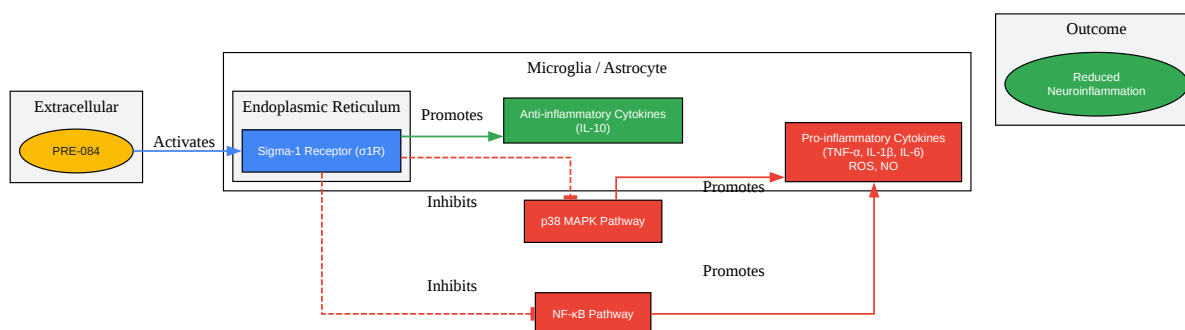 Outcome
Reduced
Neuroinflammation
Microglia / Astrocyte
Extracellular
PRE-084
Activates
Endoplasmic Reticulum
Sigma-1 Receptor (σ1R)
Promotes
Anti-inflammatory Cytokines
(IL-10)
Pro-inflammatory Cytokines
(TNF-α, IL-1β, IL-6)
ROS, NO
Inhibits
p38 MAPK Pathway
Promotes
Inhibits
NF-κB Pathway
Promotes